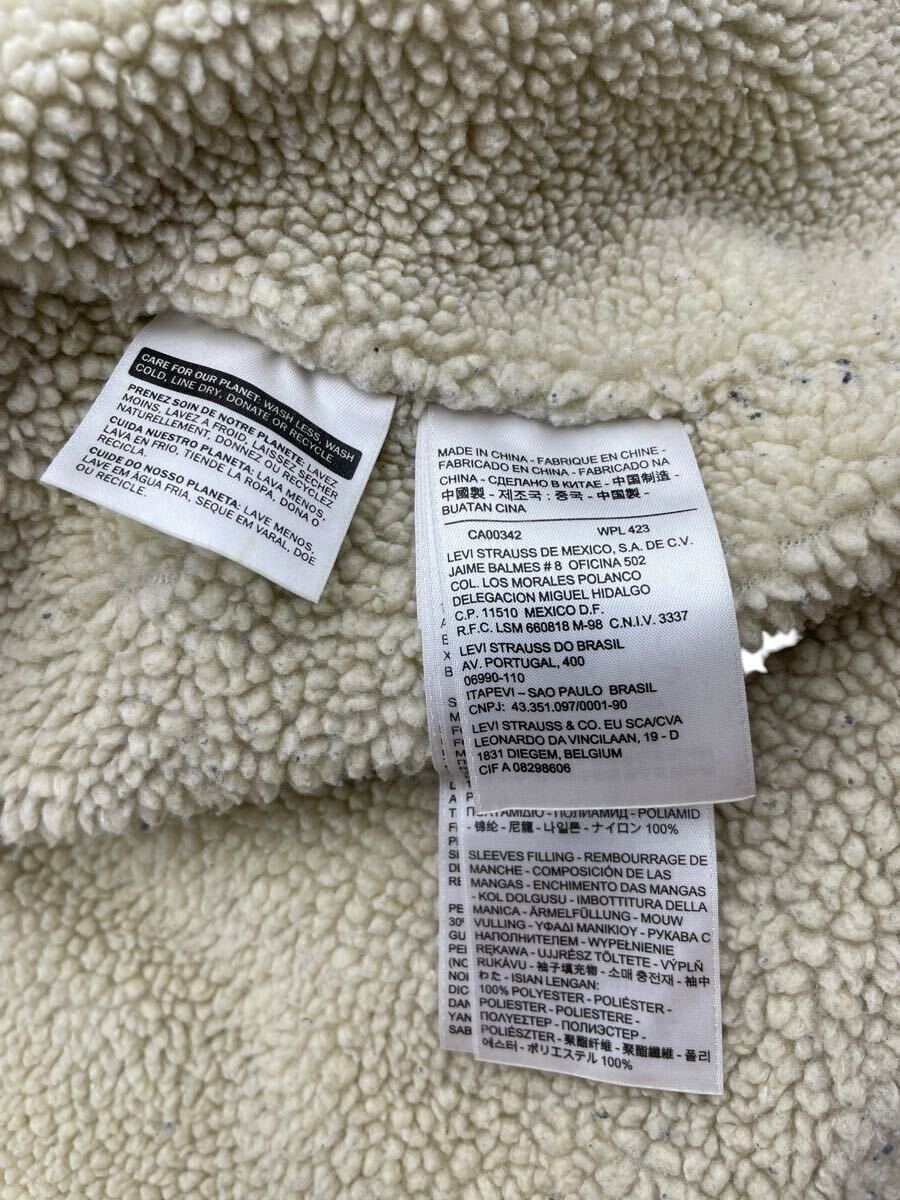 CARE FOR OUR PLANET: WASH LESS, WASH
COLD, LINE DRY, DONATE OR RECYCLE
PRENEZ SOIN DE NOTRE PLANETE: LAVEZ
MOINS, LAVEZ À FROID, LAISSEZ SÉCHER
NATURELLEMENT, DONNEZ OU RECYCLEZ
CUIDA NUESTRO PLANETA: LAVA MENOS,
LAVA EN FRIO, TIENDE LA ROPA, DONA O
RECICLA.
CUIDE DO NOSSO PLANETA: LAVE MENOS,
LAVE EM ÁGUA FRIA, SEQUE EM VARAL, DOE
OU RECICLE.
MADE IN CHINA - FABRIQUE EN CHINE -
FABRICADO EN CHINA - FABRICADO NA
CHINA - СДЕЛАНО В КИТАЕ - 中国制造 -
中國製 - 제조국 : 중국 - 中国製 -
BUATAN CINA
CA00342 WPL 423
LEVI STRAUSS DE MEXICO, S.A. DE C.V.
JAIME BALMES # 8 OFICINA 502
COL. LOS MORALES POLANCO
DELEGACION MIGUEL HIDALGO
C.P. 11510 MEXICO D.F.
R.F.C. LSM 660818 M-98 C.N.I.V. 3337
LEVI STRAUSS DO BRASIL
AV. PORTUGAL, 400
06990-110
ITAPEVI – SAO PAULO BRASIL
CNPJ: 43.351.097/0001-90
LEVI STRAUSS & CO. EU SCA/CVA
LEONARDO DA VINCILAAN, 19 - D
1831 DIEGEM, BELGIUM
CIF A 08298606
ПОЛИАМИД - POLIAMID
- 锦纶 - 尼龍 - 나일론 - ナイロン 100%
SLEEVES FILLING - REMBOURRAGE DE
MANCHE - COMPOSICIÓN DE LAS
MANGAS - ENCHIMENTO DAS MANGAS
- KOL DOLGUSU - IMBOTTITURA DELLA
MANICA - ÄRMELFÜLLUNG - MOUW
VULLING - ΥΦΑΔΙ ΜΑΝΙΚΙΟΥ - РУКАВА С
НАПОЛНИТЕЛЕМ - WYPEŁNIENIE
RĘKAWA - UJJRÉSZ TÖLTETE - VÝPLŇ
RUKÁVU - 袖子填充物 - 소매 충전재 - 袖中
わた - ISIAN LENGAN:
100% POLYESTER - POLIÉSTER -
POLIESTER - POLIESTERE -
ΠΟΛΥΕΣΤΕΡ - ПОЛИЭСТЕР -
POLIÉSZTER - 聚酯纤维 - 聚酯纖維 - 폴리
에스터 - ポリエステル 100%